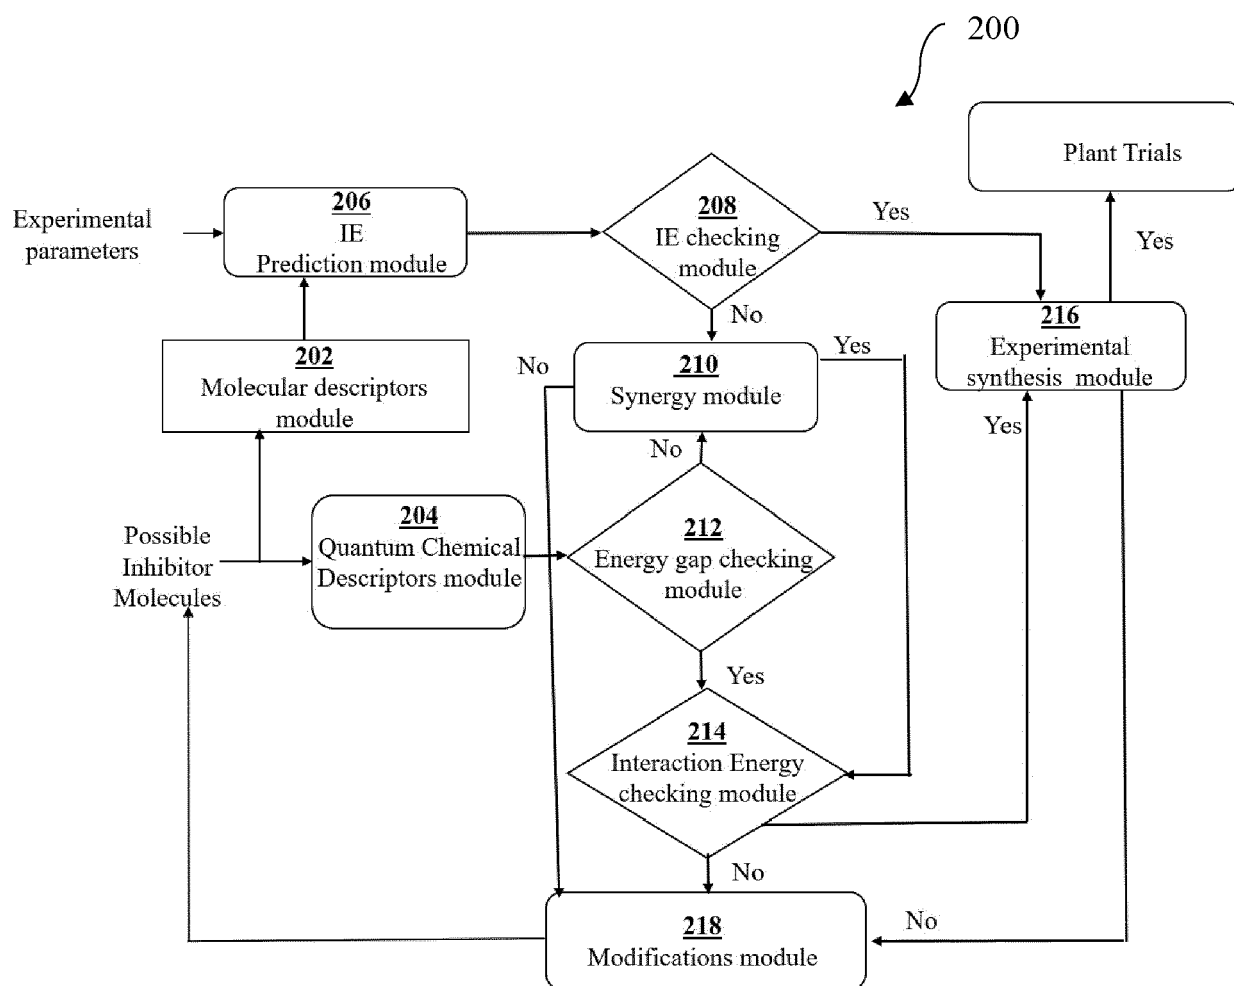 200
Plant Trials
206
IE
Prediction module
Experimental
parameters
208
IE checking
module
Yes
Yes
No
216
Experimental
synthesis module
202
Molecular descriptors
module
No
210
Synergy module
Yes
Yes
No
204
Quantum Chemical
Descriptors module
212
Energy gap checking
module
Possible
Inhibitor
Molecules
Yes
214
Interaction Energy
checking module
No
218
Modifications module
No